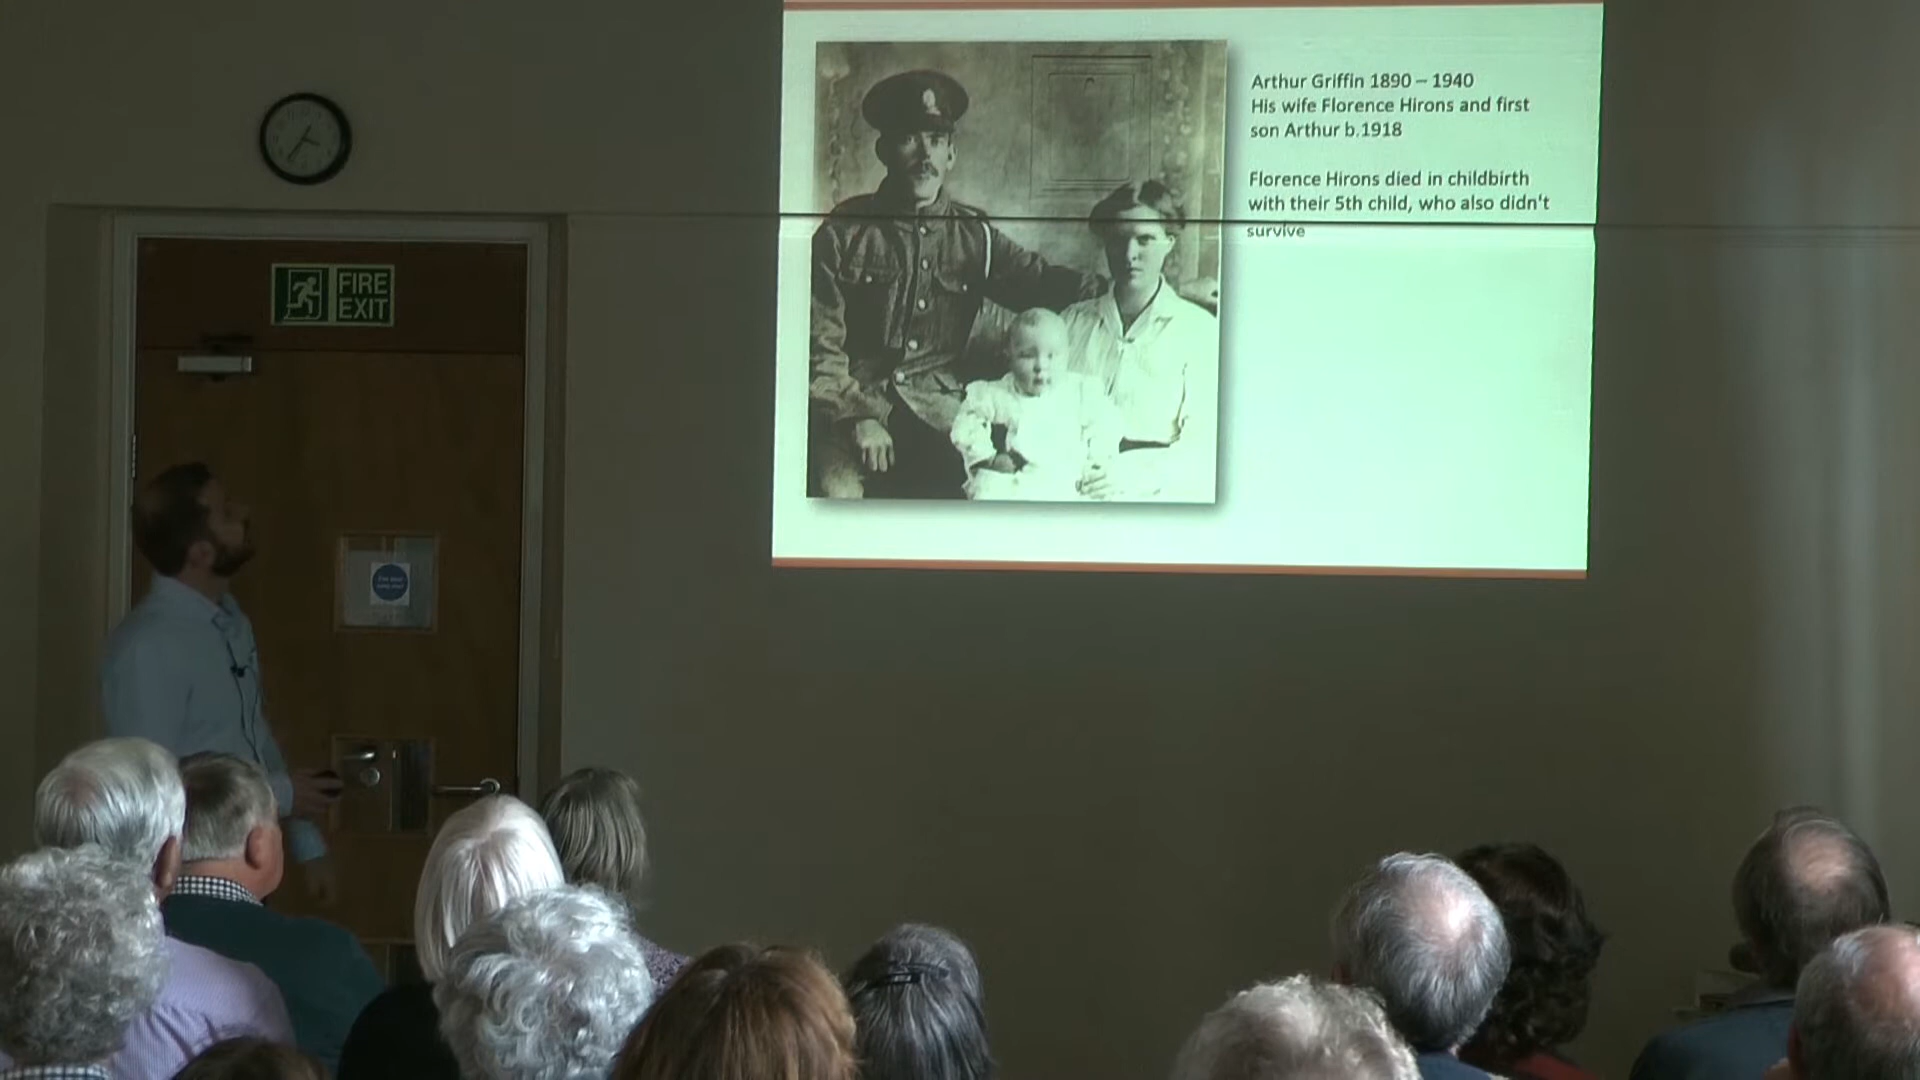 Arthur Griffin 1890 – 1940
His wife Florence Hirons and first
son Arthur b.1918
Florence Hirons died in childbirth
with their 5th child, who also didn't
survive
FIRE
EXIT